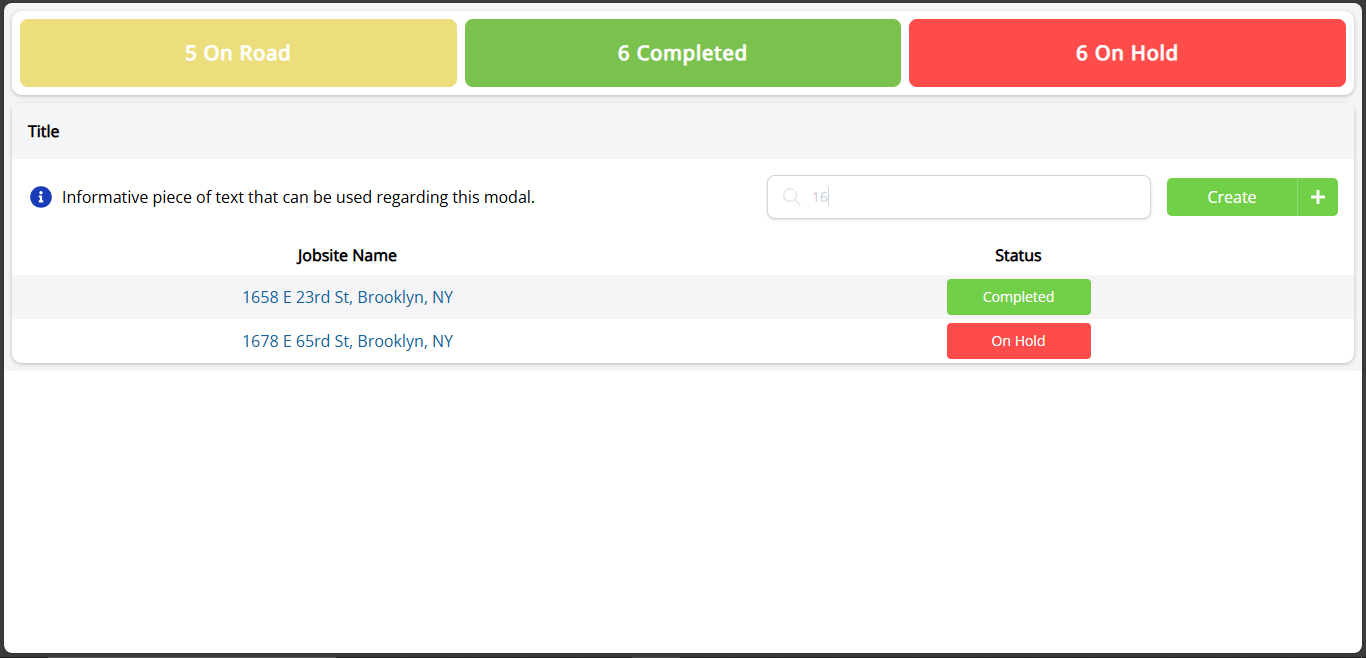 5 On Road
6 Completed
6 On Hold
Title
Informative piece of text that can be used regarding this modal.
16
Create
Jobsite Name
Status
1658 E 23rd St, Brooklyn, NY
Completed
1678 E 65rd St, Brooklyn, NY
On Hold